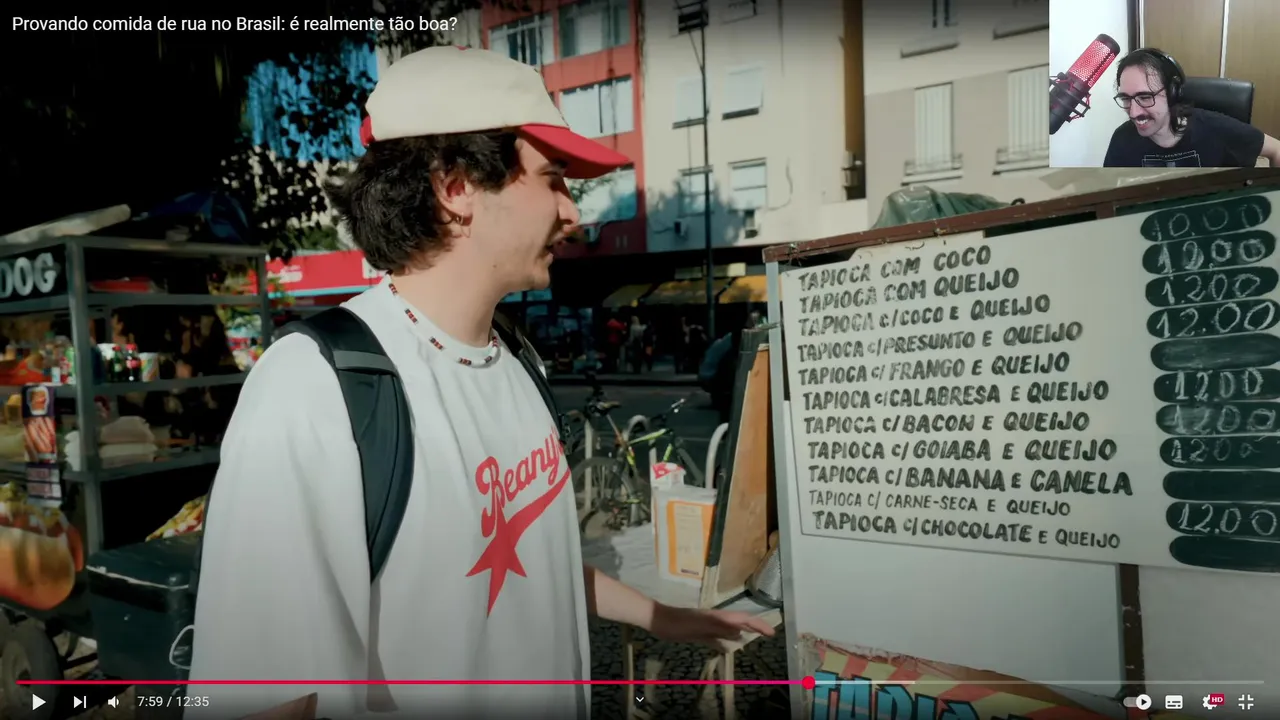 Provando comida de rua no Brasil: é realmente tão boa?
DOG
Beany
TAPIOCA COM COCO
10.00
TAPIOCA COM QUEIJO
12.00
TAPIOCA C/COCO E QUEIJO
12.00
TAPIOCA C/PRESUNTO E QUEIJO
12.00
TAPIOCA C/ FRANGO E QUEIJO
TAPIOCA C/CALABRESA E QUEIJO
12.00
TAPIOCA C/ BACON E QUEIJO
12.00
TAPIOCA C/ GOIABA E QUEIJO
12.00
TAPIOCA C/ BANANA E CANELA
TAPIOCA C/ CARNE-SECA E QUEIJO
12.00
TAPIOCA C/CHOCOLATE E QUEIJO
7:59 / 12:35
HD